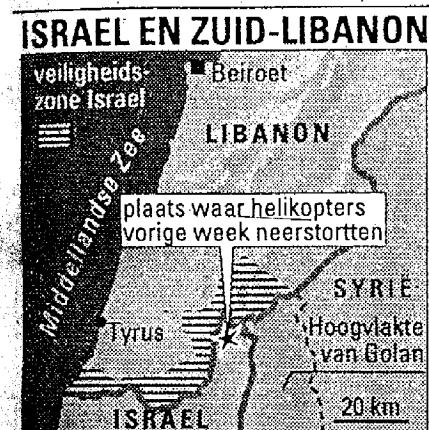 ISRAEL EN ZUID-LIBANON
veiligheids-
zone Israel
Beiroet
LIBANON
Middellandse Zee
plaats waar helikopters
vorige week neerstortten
SYRIË
Tyrus
Hoogvlakte
van Golan
20 km
ISRAEL